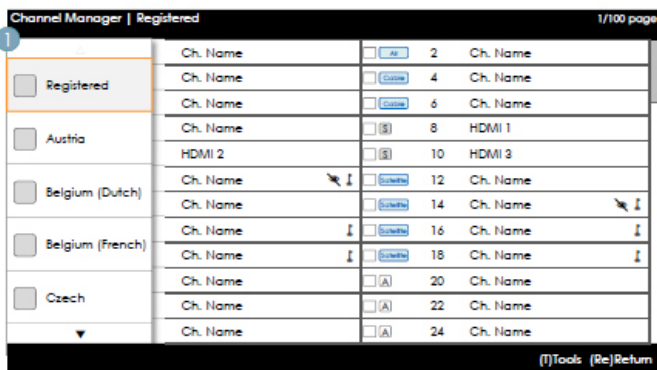 Channel Manager | Registered 1/100 page
1
Registered
Austria
Belgium (Dutch)
Belgium (French)
Czech
Ch. Name Air 2 Ch. Name
Ch. Name Cable 4 Ch. Name
Ch. Name Cable 6 Ch. Name
Ch. Name S 8 HDMI 1
HDMI 2 S 10 HDMI 3
Ch. Name Satellite 12 Ch. Name
Ch. Name Satellite 14 Ch. Name
Ch. Name Satellite 16 Ch. Name
Ch. Name Satellite 18 Ch. Name
Ch. Name A 20 Ch. Name
Ch. Name A 22 Ch. Name
Ch. Name A 24 Ch. Name
(T)Tools (Re)Return